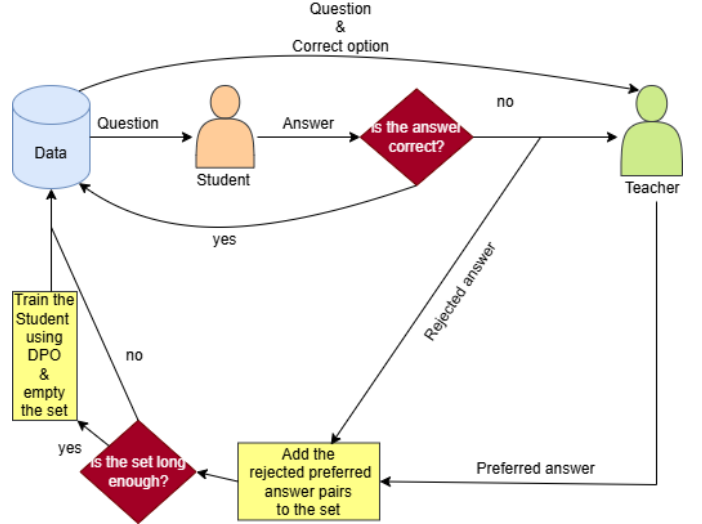 Question
&
Correct option
Question
Answer
Is the answer
correct?
no
Data
Student
Teacher
yes
Rejected answer
Train the
Student
using
DPO
&
empty
the set
no
yes
Is the set long
enough?
Add the
rejected preferred
answer pairs
to the set
Preferred answer